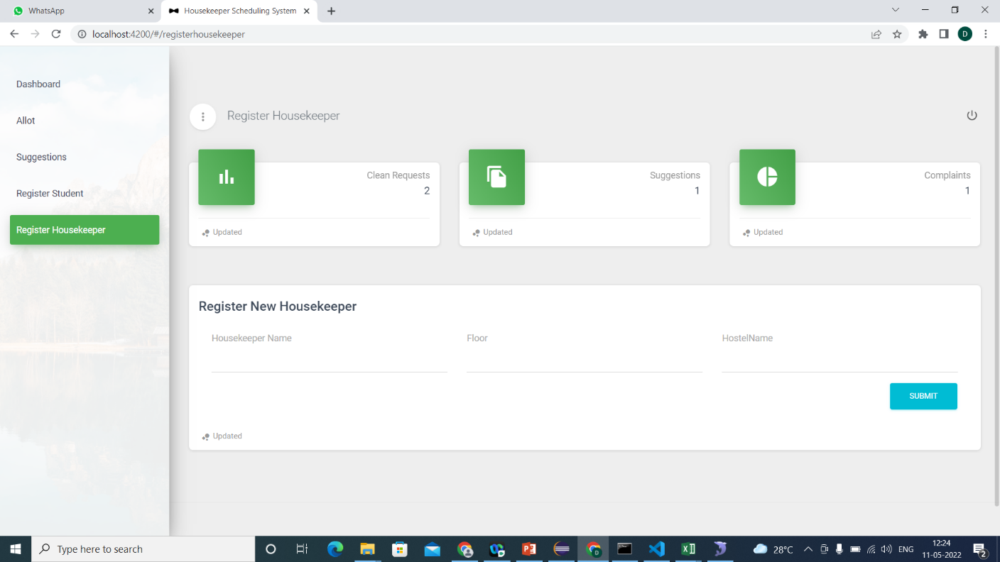 WhatsApp
Housekeeper Scheduling System
localhost:4200/#/registerhousekeeper
D
Dashboard
Allot
Suggestions
Register Student
Register Housekeeper
Register Housekeeper
Clean Requests
2
Updated
Suggestions
1
Updated
Complaints
1
Updated
Register New Housekeeper
Housekeeper Name
Floor
HostelName
SUBMIT
Updated
Type here to search
28°C
ENG
12:24
11-05-2022
2